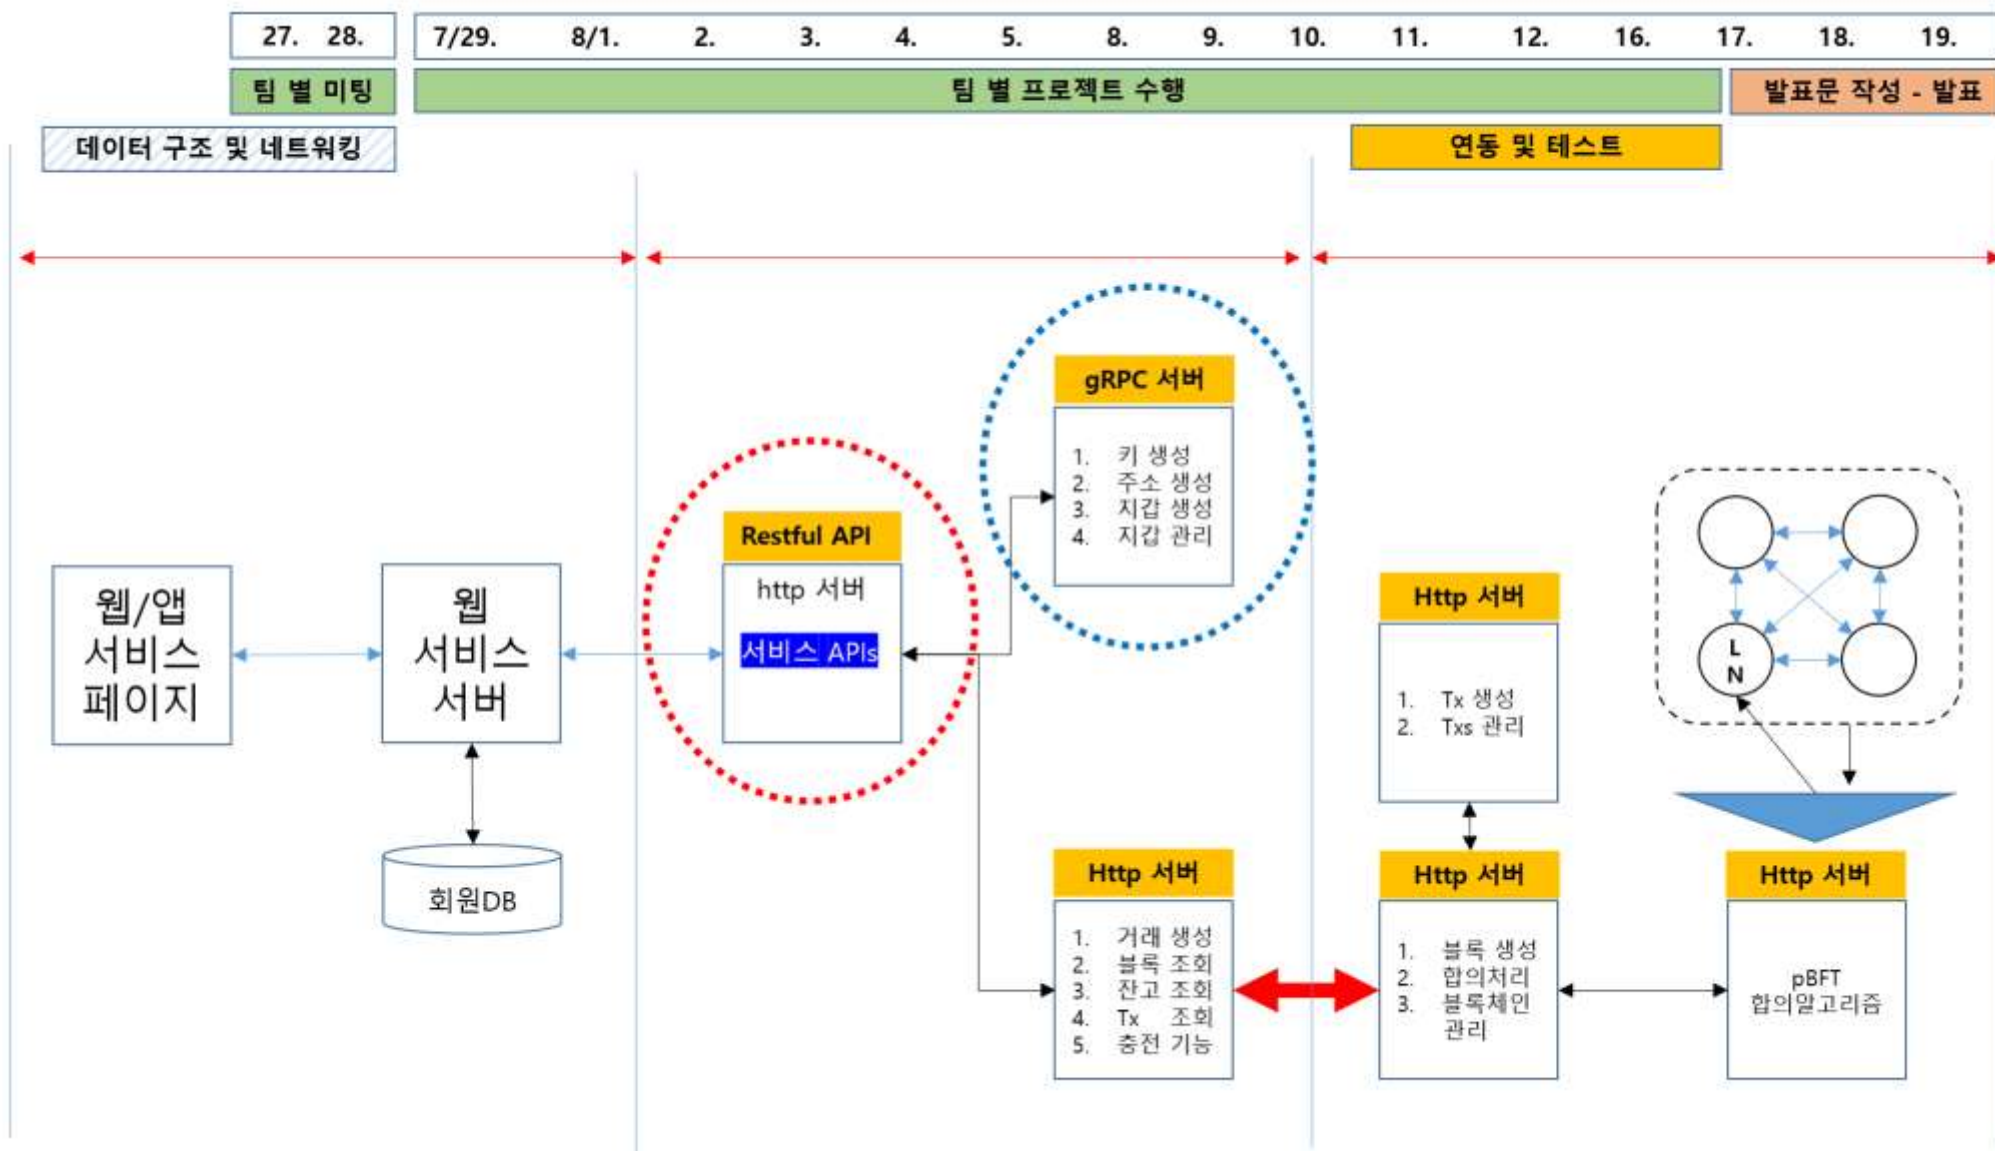 27. 28. 7/29. 8/1. 2. 3. 4. 5. 8. 9. 10. 11. 12. 16. 17. 18. 19.
팀 별 미팅
팀 별 프로젝트 수행
발표문 작성 - 발표
데이터 구조 및 네트워킹
연동 및 테스트
웹/앱
서비스
페이지
웹
서비스
서버
회원DB
Restful API
http 서버
서비스 APIs
gRPC 서버
1. 키 생성
2. 주소 생성
3. 지갑 생성
4. 지갑 관리
Http 서버
1. 거래 생성
2. 블록 조회
3. 잔고 조회
4. Tx 조회
5. 충전 기능
Http 서버
1. Tx 생성
2. Txs 관리
Http 서버
1. 블록 생성
2. 합의처리
3. 블록체인
관리
L
N
Http 서버
pBFT
합의알고리즘